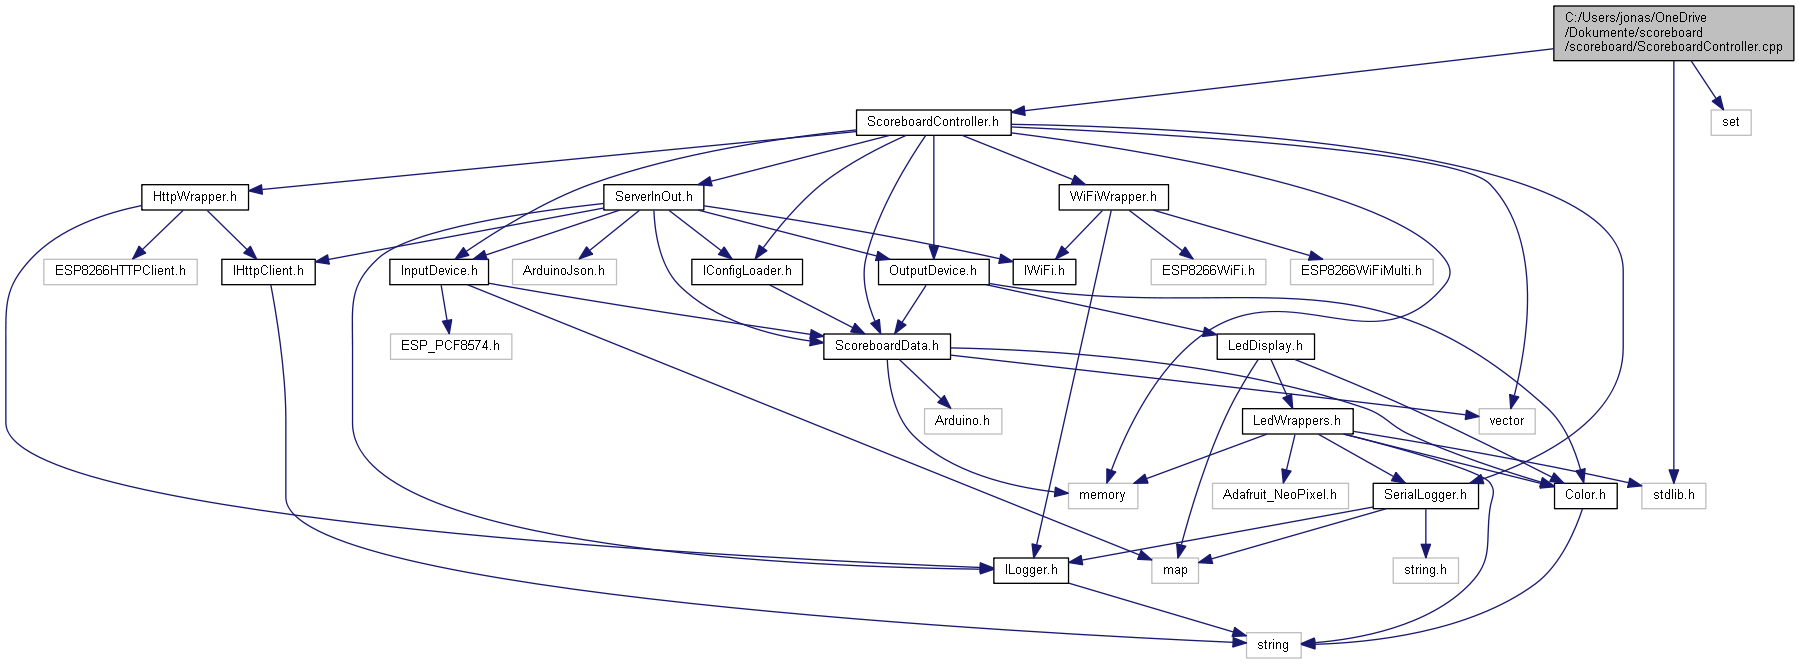 C:/Users/jonas/OneDrive
/Dokumente/scoreboard
/scoreboard/ScoreboardController.cpp
ScoreboardController.h
set
HttpWrapper.h
ServerInOut.h
WiFiWrapper.h
ESP8266HTTPClient.h
IHttpClient.h
InputDevice.h
ArduinoJson.h
IConfigLoader.h
OutputDevice.h
IWiFi.h
ESP8266WiFi.h
ESP8266WiFiMulti.h
ESP_PCF8574.h
ScoreboardData.h
LedDisplay.h
Arduino.h
LedWrappers.h
vector
memory
Adafruit_NeoPixel.h
SerialLogger.h
Color.h
stdlib.h
ILogger.h
map
string.h
string